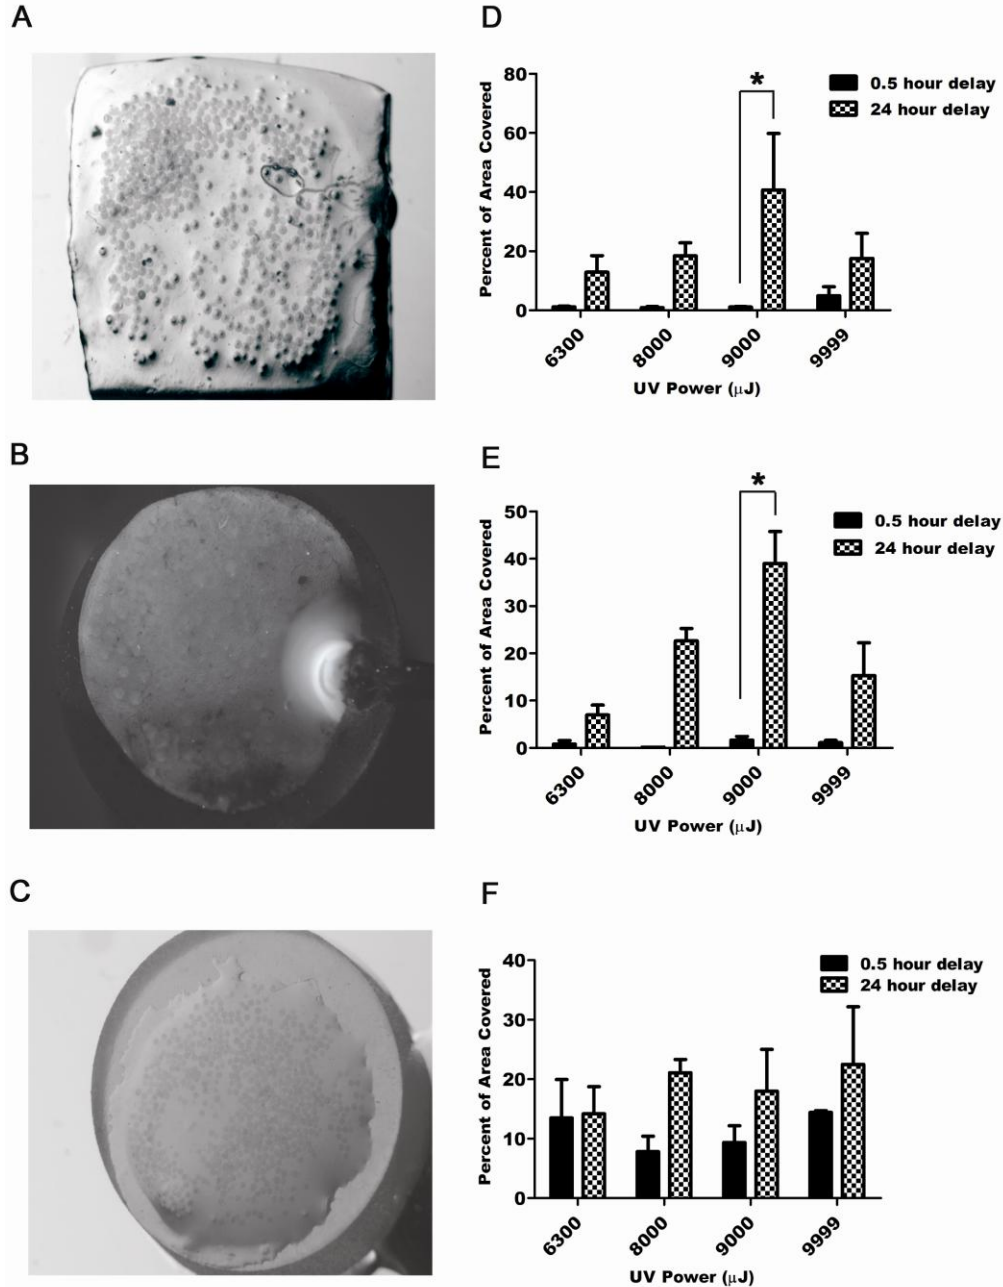 A
B
C
D
Percent of Area Covered
80
60
40
20
0
*
0.5 hour delay
24 hour delay
6300
8000
9000
9999
UV Power (µJ)
E
Percent of Area Covered
50
40
30
20
10
0
*
0.5 hour delay
24 hour delay
6300
8000
9000
9999
UV Power (µJ)
F
Percent of Area Covered
40
30
20
10
0
0.5 hour delay
24 hour delay
6300
8000
9000
9999
UV Power (µJ)